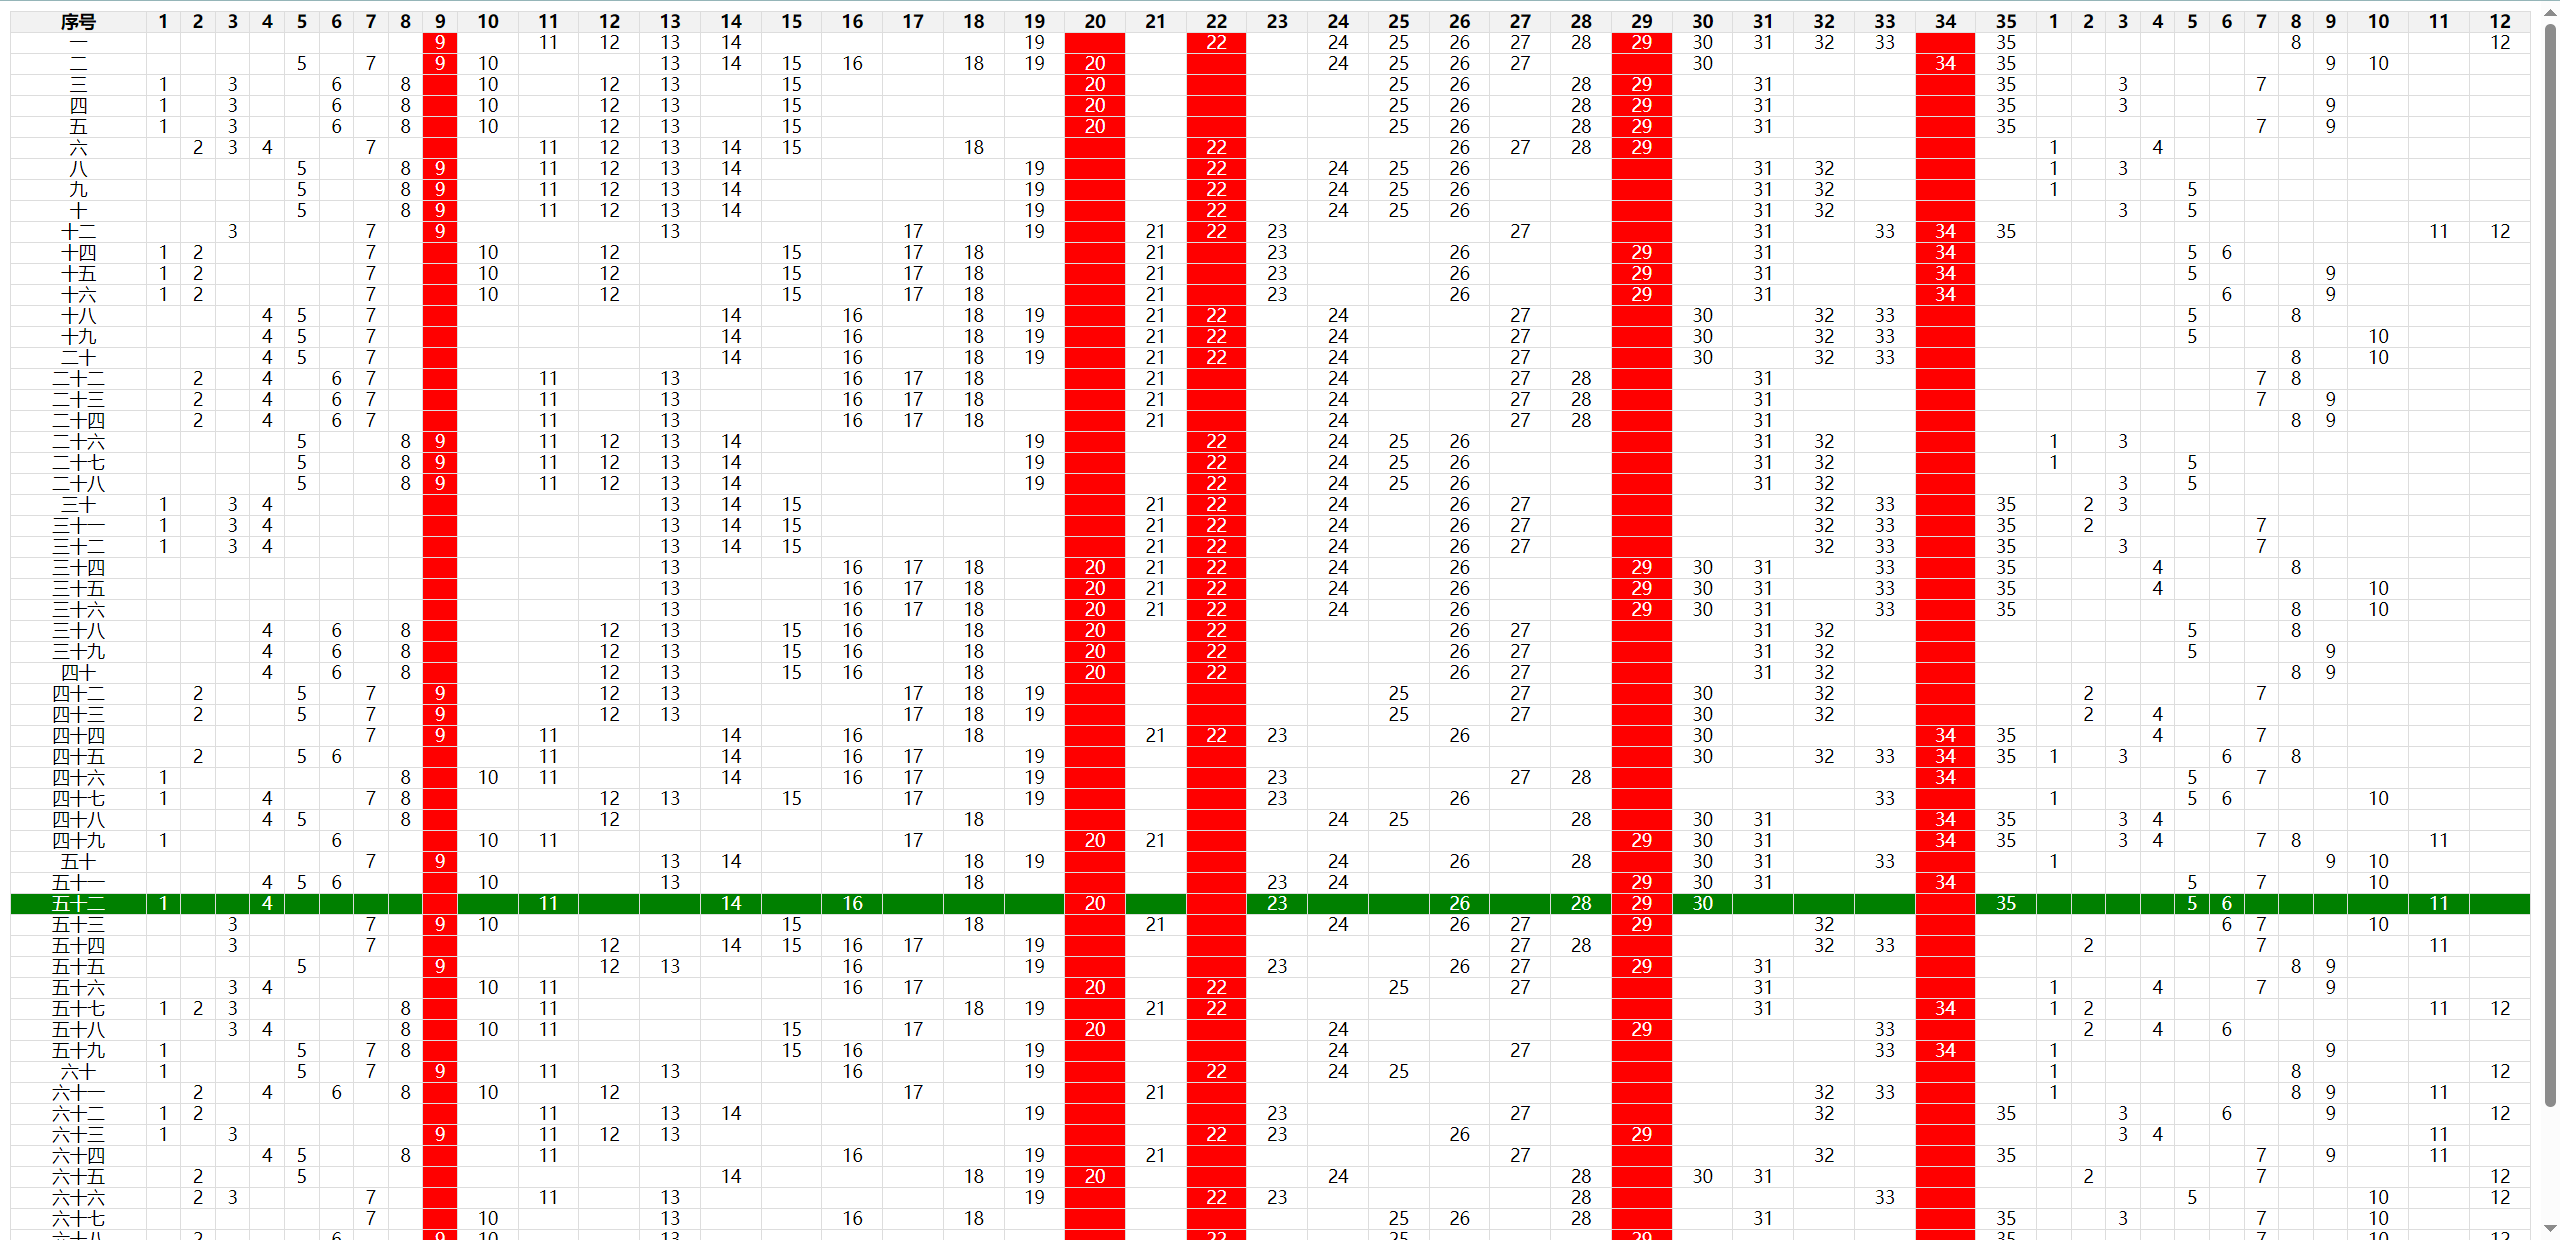 序号 1 2 3 4 5 6 7 8 9 10 11 12 13 14 15 16 17 18 19 20 21 22 23 24 25 26 27 28 29 30 31 32 33 34 35 1 2 3 4 5 6 7 8 9 10 11 12
一 9 11 12 13 14 19 22 24 25 26 27 28 29 30 31 32 33 35 8 12
二 5 7 9 10 13 14 15 16 18 19 20 24 25 26 27 30 34 35 9 10
三 1 3 6 8 10 12 13 15 20 25 26 28 29 31 35 3 7
四 1 3 6 8 10 12 13 15 20 25 26 28 29 31 35 3 9
五 1 3 6 8 10 12 13 15 20 25 26 28 29 31 35 7 9
六 2 3 4 7 11 12 13 14 15 18 22 26 27 28 29 1 4
八 5 8 9 11 12 13 14 19 22 24 25 26 31 32 1 3
九 5 8 9 11 12 13 14 19 22 24 25 26 31 32 1 5
十 5 8 9 11 12 13 14 19 22 24 25 26 31 32 3 5
十二 3 7 9 13 17 19 21 22 23 27 31 33 34 35 11 12
十四 1 2 7 10 12 15 17 18 21 23 26 29 31 34 5 6
十五 1 2 7 10 12 15 17 18 21 23 26 29 31 34 5 9
十六 1 2 7 10 12 15 17 18 21 23 26 29 31 34 6 9
十八 4 5 7 14 16 18 19 21 22 24 27 30 32 33 5 8
十九 4 5 7 14 16 18 19 21 22 24 27 30 32 33 5 10
二十 4 5 7 14 16 18 19 21 22 24 27 30 32 33 8 10
二十二 2 4 6 7 11 13 16 17 18 21 24 27 28 31 7 8
二十三 2 4 6 7 11 13 16 17 18 21 24 27 28 31 7 9
二十四 2 4 6 7 11 13 16 17 18 21 24 27 28 31 8 9
二十六 5 8 9 11 12 13 14 19 22 24 25 26 31 32 1 3
二十七 5 8 9 11 12 13 14 19 22 24 25 26 31 32 1 5
二十八 5 8 9 11 12 13 14 19 22 24 25 26 31 32 3 5
三十 1 3 4 13 14 15 21 22 24 26 27 32 33 35 2 3
三十一 1 3 4 13 14 15 21 22 24 26 27 32 33 35 2 7
三十二 1 3 4 13 14 15 21 22 24 26 27 32 33 35 3 7
三十四 13 16 17 18 20 21 22 24 26 29 30 31 33 35 4 8
三十五 13 16 17 18 20 21 22 24 26 29 30 31 33 35 4 10
三十六 13 16 17 18 20 21 22 24 26 29 30 31 33 35 8 10
三十八 4 6 8 12 13 15 16 18 20 22 26 27 31 32 5 8
三十九 4 6 8 12 13 15 16 18 20 22 26 27 31 32 5 9
四十 4 6 8 12 13 15 16 18 20 22 26 27 31 32 8 9
四十二 2 5 7 9 12 13 17 18 19 25 27 30 32 2 7
四十三 2 5 7 9 12 13 17 18 19 25 27 30 32 2 4
四十四 7 9 11 14 16 18 21 22 23 26 30 34 35 4 7
四十五 2 5 6 11 14 16 17 19 30 32 33 34 35 1 3 6 8
四十六 1 8 10 11 14 16 17 19 23 27 28 34 5 7
四十七 1 4 7 8 12 13 15 17 19 23 26 33 1 5 6 10
四十八 4 5 8 12 18 24 25 28 30 31 34 35 3 4
四十九 1 6 10 11 17 20 21 29 30 31 34 35 3 4 7 8 11
五十 7 9 13 14 18 19 24 26 28 30 31 33 1 9 10
五十一 4 5 6 10 13 18 23 24 29 30 31 34 5 7 10
五十二 1 4 11 14 16 20 23 26 28 29 30 35 5 6 11
五十三 3 7 9 10 15 18 21 24 26 27 29 32 6 7 10
五十四 3 7 12 14 15 16 17 19 27 28 32 33 2 7 11
五十五 5 9 12 13 16 19 23 26 27 29 31 8 9
五十六 3 4 10 11 16 17 20 22 25 27 31 1 4 7 9
五十七 1 2 3 8 11 18 19 21 22 31 34 1 2 11 12
五十八 3 4 8 10 11 15 17 20 24 29 33 2 4 6
五十九 1 5 7 8 15 16 19 24 27 33 34 1 9
六十 1 5 7 9 11 13 16 19 22 24 25 1 8 12
六十一 2 4 6 8 10 12 17 21 32 33 1 8 9 11
六十二 1 2 11 13 14 19 23 27 32 35 3 6 9 12
六十三 1 3 9 11 12 13 22 23 26 29 3 4 11
六十四 4 5 8 11 16 19 21 27 32 35 7 9 11
六十五 2 5 14 18 19 20 24 28 30 31 2 7 12
六十六 2 3 7 11 13 19 22 23 28 33 5 10 12
六十七 7 10 13 16 18 25 26 28 31 35 3 7 10
六十八 2 6 9 10 13 22 25 29 35 7 10 12